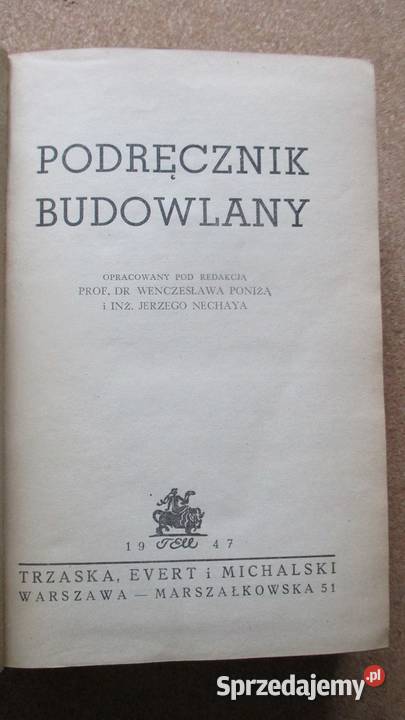 PODRĘCZNIK
BUDOWLANY
OPRACOWANY POD REDAKCJĄ
PROF. DR WENCZESŁAWA PONIŻĄ
i INŻ. JERZEGO NECHAYA
19 TEM 47
TRZASKA, EVERT i MICHALSKI
WARSZAWA — MARSZAŁKOWSKA 51
Sprzedajemy.pl